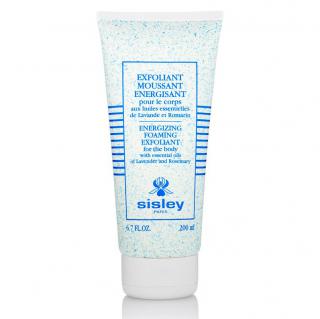 EXFOLIANT
MOUSSANT
ENERGISANT
pour le corps
aux huiles essentielles
de Lavande et Romarin
ENERGIZING
FOAMING
EXFOLIANT
for the body
with essential oils
of Lavender and Rosemary
sisley
PARIS
6.7 FL.OZ. 200 ml